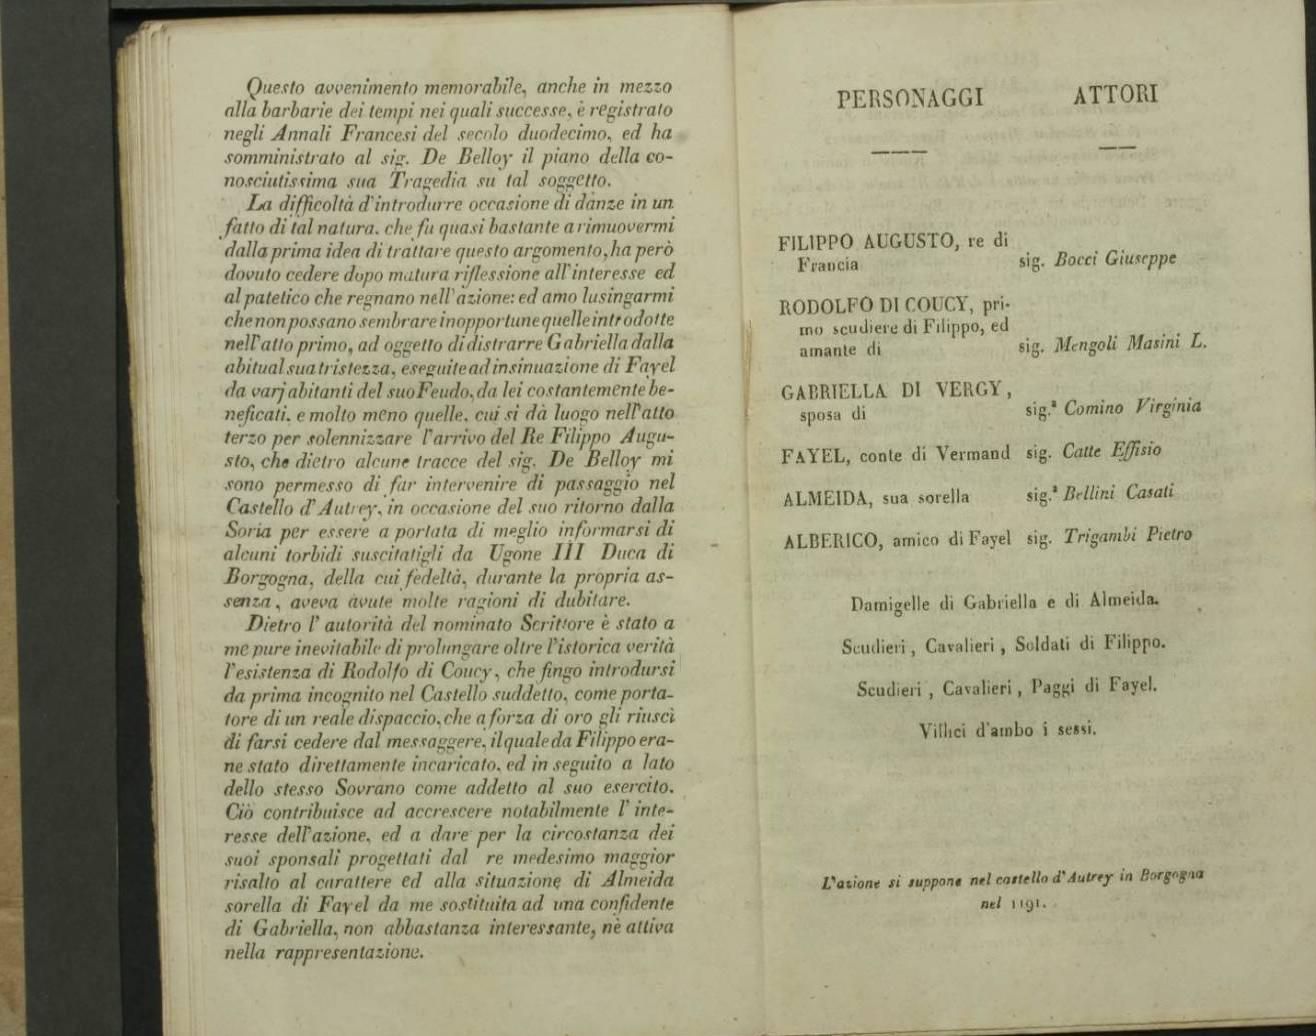 Questo avvenimento memorabile, anche in mezzo
alla barbarie dei tempi nei quali successe, è registrato
negli Annali Francesi del secolo duodecimo, ed ha
somministrato al sig. De Belloy il piano della co-
nosciutissima sua Tragedia su tal soggetto.
La difficoltà d'introdurre occasione di danze in un
fatto di tal natura, che fu quasi bastante a rimuovermi
dalla prima idea di trattare questo argomento, ha però
dovuto cedere dopo matura riflessione all'interesse ed
al patetico che regnano nell'azione: ed amo lusingarmi
che non possano sembrare inopportune quelle introdotte
nell'atto primo, ad oggetto di distrarre Gabriella dalla
abitual sua tristezza, eseguite ad insinuazione di Fayel
da varj abitanti del suo Feudo, da lei costantemente be-
neficati, e molto meno quelle, cui si dà luogo nell'atto
terzo per solennizzare l'arrivo del Re Filippo Augu-
sto, che dietro alcune tracce del sig. De Belloy mi
sono permesso di far intervenire di passaggio nel
Castello d'Autrey, in occasione del suo ritorno dalla
Soria per essere a portata di meglio informarsi di
alcuni torbidi suscitatigli da Ugone III Duca di
Borgogna, della cui fedeltà, durante la propria as-
senza, aveva avute molte ragioni di dubitare.
Dietro l' autorità del nominato Scrittore è stato a
me pure inevitabile di prolungare oltre l'istorica verità
l'esistenza di Rodolfo di Coucy, che fingo introdursi
da prima incognito nel Castello suddetto, come porta-
tore di un reale dispaccio, che a forza di oro gli riuscì
di farsi cedere dal messaggere, il quale da Filippo era-
ne stato direttamente incaricato, ed in seguito a lato
dello stesso Sovrano come addetto al suo esercito.
Ciò contribuisce ad accrescere notabilmente l' inte-
resse dell'azione, ed a dare per la circostanza dei
suoi sponsali progettati dal re medesimo maggior
risalto al carattere ed alla situazione di Almeida
sorella di Fayel da me sostituita ad una confidente
di Gabriella, non abbastanza interessante, nè attiva
nella rappresentazione.
PERSONAGGI ATTORI
FILIPPO AUGUSTO, re di
Francia sig. Bocci Giuseppe
RODOLFO DI COUCY, pri-
mo scudiere di Filippo, ed
amante di sig. Mengoli Masini L.
GABRIELLA DI VERGY,
sposa di sig.ª Comino Virginia
FAYEL, conte di Vermand sig. Catte Effisio
ALMEIDA, sua sorella sig.ª Bellini Casati
ALBERICO, amico di Fayel sig. Trigambi Pietro
Damigelle di Gabriella e di Almeida.
Scudieri, Cavalieri, Soldati di Filippo.
Scudieri, Cavalieri, Paggi di Fayel.
Villici d'ambo i sessi.
L'azione si suppone nel castello d'Autrey in Borgogna
nel 1191.